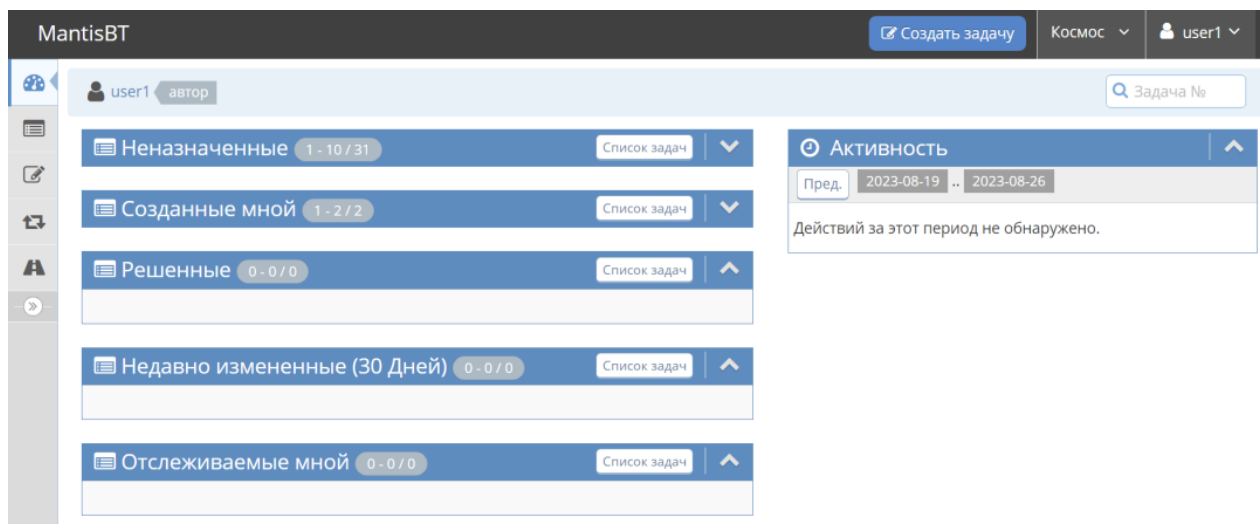 MantisBT
Создать задачу
Космос
user1
user1 автор
Задача №
Неназначенные 1 - 10 / 31 Список задач
Созданные мной 1 - 2 / 2 Список задач
Решенные 0 - 0 / 0 Список задач
Недавно измененные (30 Дней) 0 - 0 / 0 Список задач
Отслеживаемые мной 0 - 0 / 0 Список задач
Активность
Пред. 2023-08-19 .. 2023-08-26
Действий за этот период не обнаружено.